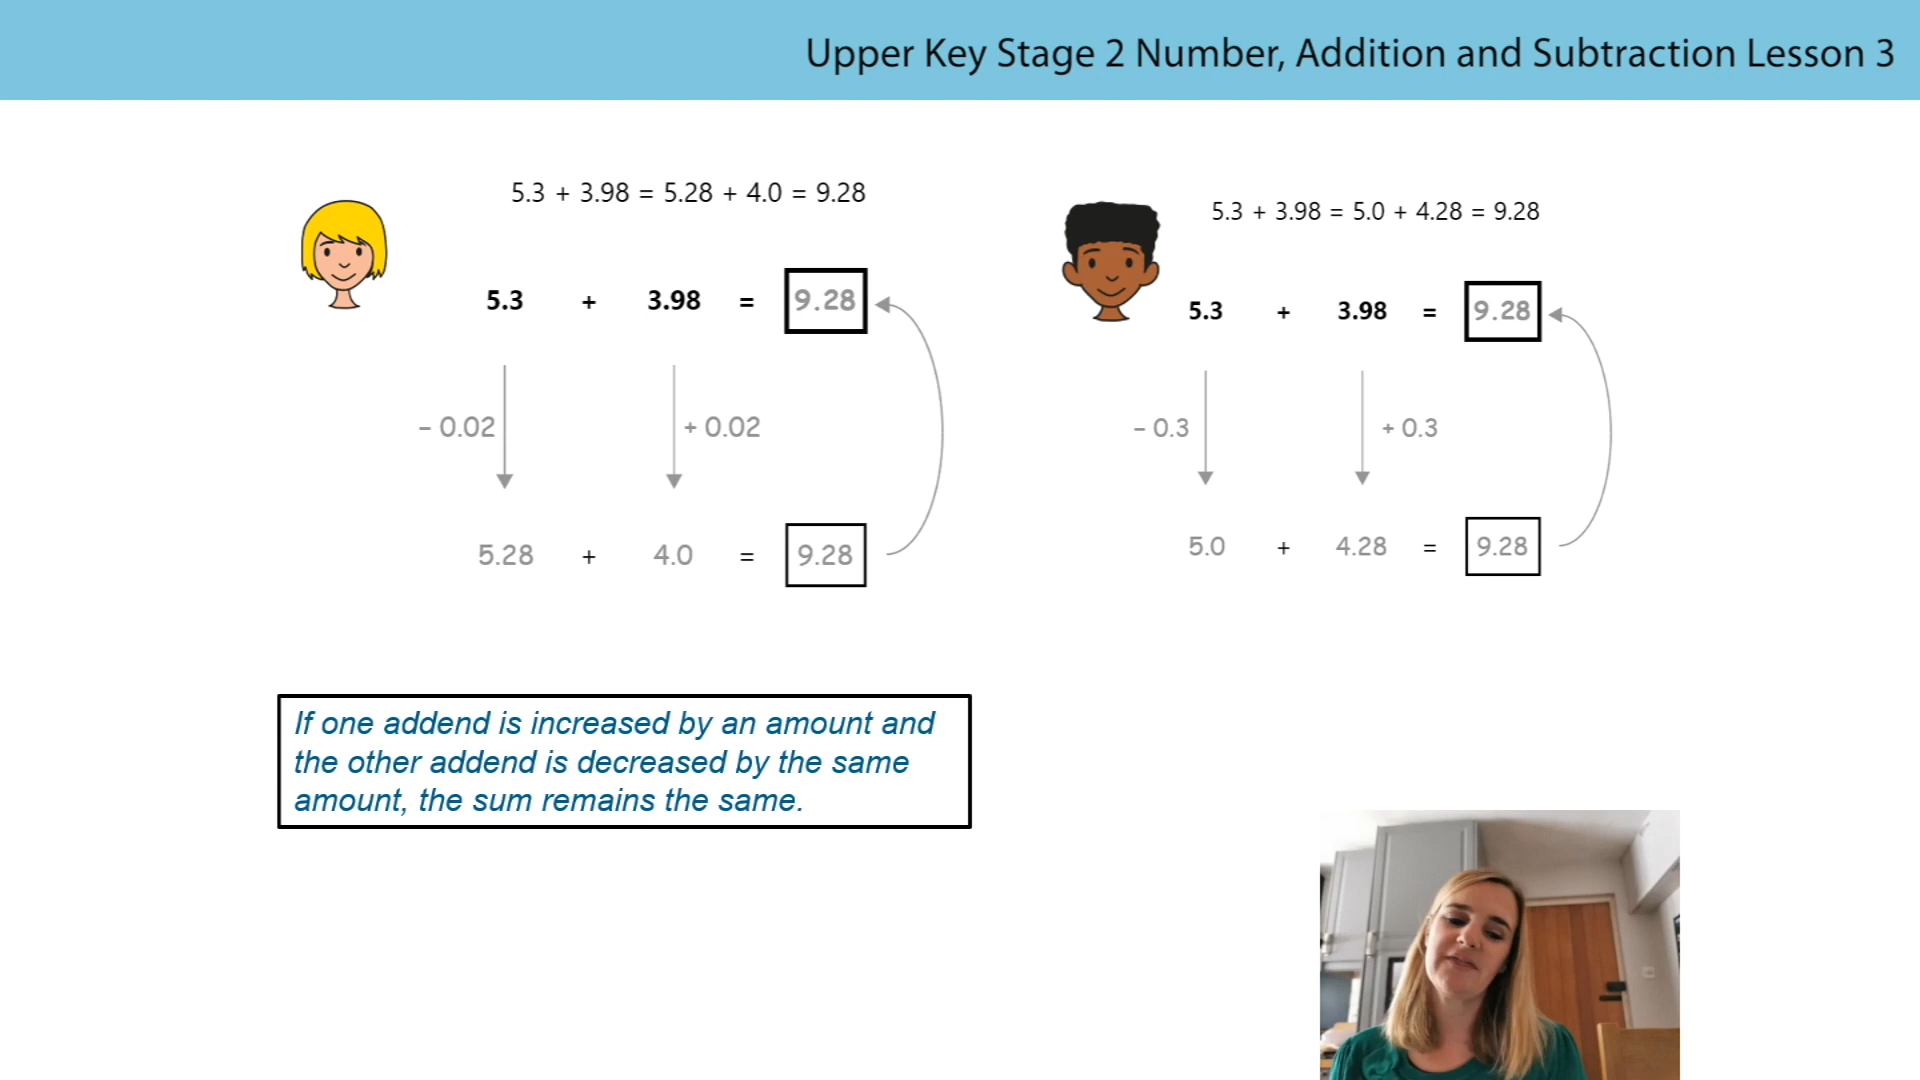 Upper Key Stage 2 Number, Addition and Subtraction Lesson 3
5.3 + 3.98 = 5.28 + 4.0 = 9.28
5.3 + 3.98 = 9.28
– 0.02 + 0.02
5.28 + 4.0 = 9.28
5.3 + 3.98 = 5.0 + 4.28 = 9.28
5.3 + 3.98 = 9.28
– 0.3 + 0.3
5.0 + 4.28 = 9.28
If one addend is increased by an amount and
the other addend is decreased by the same
amount, the sum remains the same.